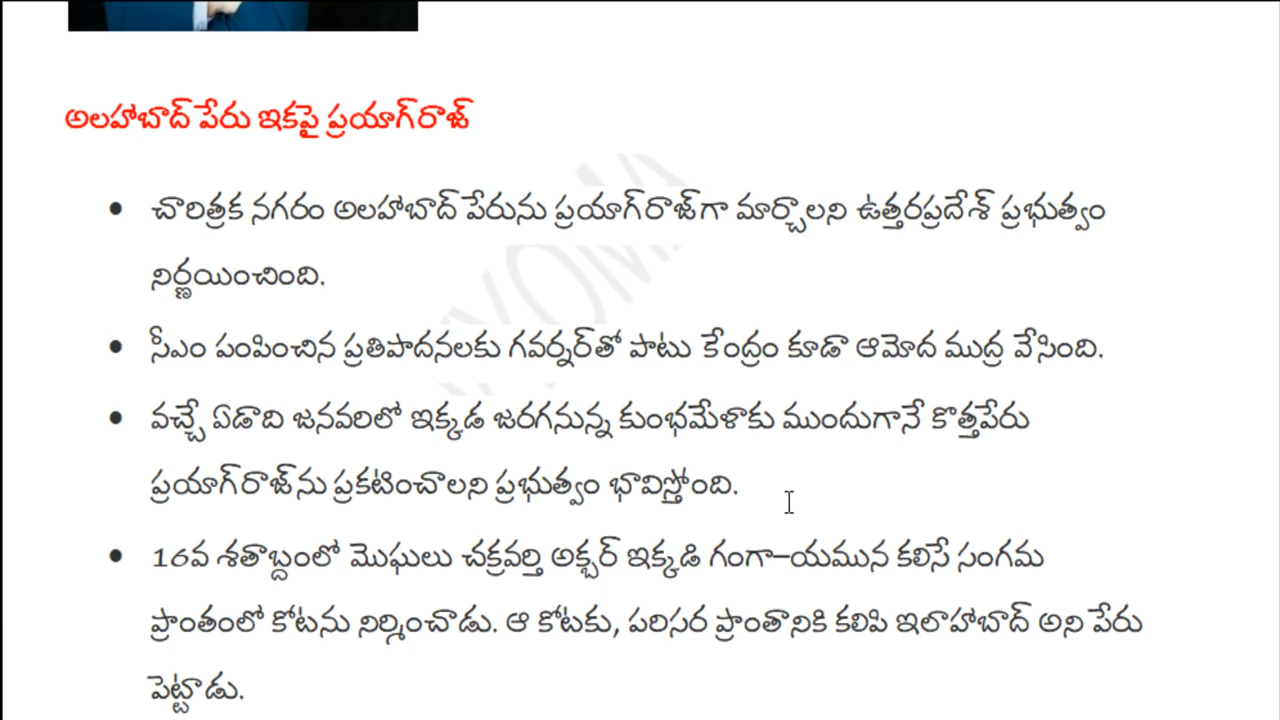 అలహాబాద్ పేరు ఇకపై ప్రయాగ్‌రాజ్
• చారిత్రక నగరం అలహాబాద్ పేరును ప్రయాగ్‌రాజ్‌గా మార్చాలని ఉత్తరప్రదేశ్ ప్రభుత్వం
నిర్ణయించింది.
• సీఎం పంపించిన ప్రతిపాదనలకు గవర్నర్‌తో పాటు కేంద్రం కూడా ఆమోద ముద్ర వేసింది.
• వచ్చే ఏడాది జనవరిలో ఇక్కడ జరగనున్న కుంభమేళాకు ముందుగానే కొత్తపేరు
ప్రయాగ్‌రాజ్‌ను ప్రకటించాలని ప్రభుత్వం భావిస్తోంది.
• 16వ శతాబ్దంలో మొఘలు చక్రవర్తి అక్బర్ ఇక్కడి గంగా–యమున కలిసే సంగమ
ప్రాంతంలో కోటను నిర్మించాడు. ఆ కోటకు, పరిసర ప్రాంతానికి కలిపి ఇలాహాబాద్ అని పేరు
పెట్టాడు.